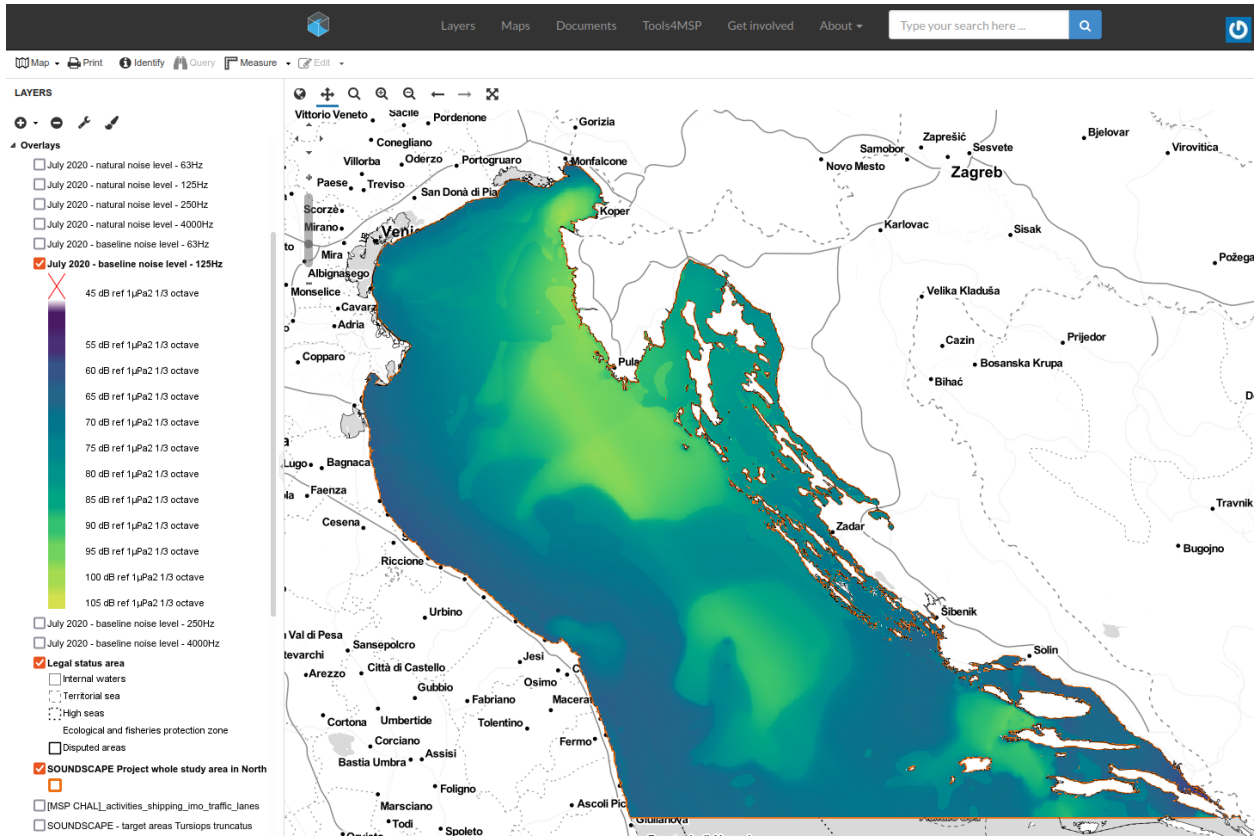 Layers Maps Documents Tools4MSP Get involved About
Type your search here ...
Map Print Identify Query Measure Edit
LAYERS
Overlays
July 2020 - natural noise level - 63Hz
July 2020 - natural noise level - 125Hz
July 2020 - natural noise level - 250Hz
July 2020 - natural noise level - 4000Hz
July 2020 - baseline noise level - 63Hz
July 2020 - baseline noise level - 125Hz
45 dB ref 1µPa2 1/3 octave
55 dB ref 1µPa2 1/3 octave
60 dB ref 1µPa2 1/3 octave
65 dB ref 1µPa2 1/3 octave
70 dB ref 1µPa2 1/3 octave
75 dB ref 1µPa2 1/3 octave
80 dB ref 1µPa2 1/3 octave
85 dB ref 1µPa2 1/3 octave
90 dB ref 1µPa2 1/3 octave
95 dB ref 1µPa2 1/3 octave
100 dB ref 1µPa2 1/3 octave
105 dB ref 1µPa2 1/3 octave
July 2020 - baseline noise level - 250Hz
July 2020 - baseline noise level - 4000Hz
Legal status area
Internal waters
Territorial sea
High seas
Ecological and fisheries protection zone
Disputed areas
SOUNDSCAPE Project whole study area in North
[MSP CHAL]_activities_shipping_imo_traffic_lanes
SOUNDSCAPE - target areas Tursiops truncatus
Vittorio Veneto
Sacile
Pordenone
Gorizia
Conegliano
Villorba
Oderzo
Portogruaro
Monfalcone
Paese
Treviso
San Donà di Pia
Scorzè
Koper
Mirano
Veni
Mira
Albignasego
Monselice
Cavarz
Adria
Copparo
Pula
Lugo
Bagnaca
Faenza
Cesena
Riccione
Urbino
Val di Pesa
Sansepolcro
tevarchi
Jesi
Arezzo
Città di Castello
Osimo
Gubbio
Fabriano
Macerat
Cortona
Umbertide
Tolentino
Corciano
Fermo
Assisi
Bastia Umbra
Foligno
Marsciano
Ascoli Pic
Todi
Giulianova
Orvieto
Spoleto
Zaprešić
Bjelovar
Samobor
Sesvete
Virovitica
Novo Mesto
Zagreb
Karlovac
Sisak
Požega
Velika Kladuša
Cazin
Prijedor
Bosanska Krupa
Bihać
Travnik
Zadar
Bugojno
Šibenik
Solin